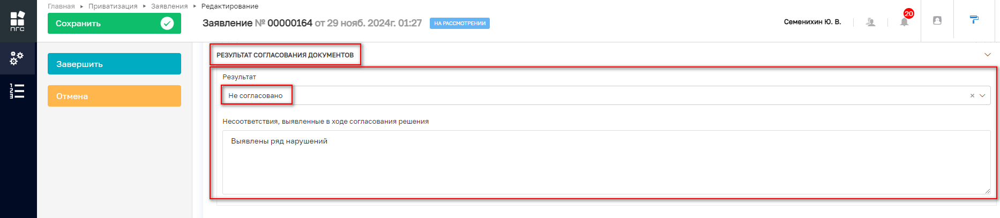 Главная ▸ Приватизация ▸ Заявления ▸ Редактирование
Сохранить
Заявление № 00000164 от 29 нояб. 2024г. 01:27
НА РАССМОТРЕНИИ
Семенихин Ю. В.
20
пгс
Завершить
Отмена
РЕЗУЛЬТАТ СОГЛАСОВАНИЯ ДОКУМЕНТОВ
Результат
Не согласовано
Несоответствия, выявленные в ходе согласования решения
Выявлены ряд нарушений